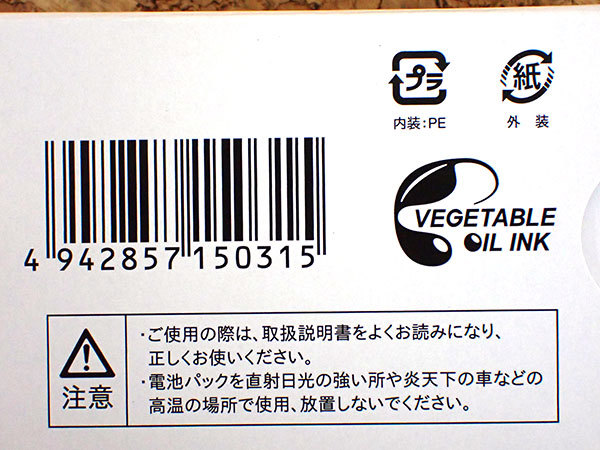 プラ
内装：PE
紙
外装
4 942857 150315
VEGETABLE
OIL INK
注意
・ご使用の際は、取扱説明書をよくお読みになり、
正しくお使いください。
・電池パックを直射日光の強い所や炎天下の車などの
高温の場所で使用、放置しないでください。